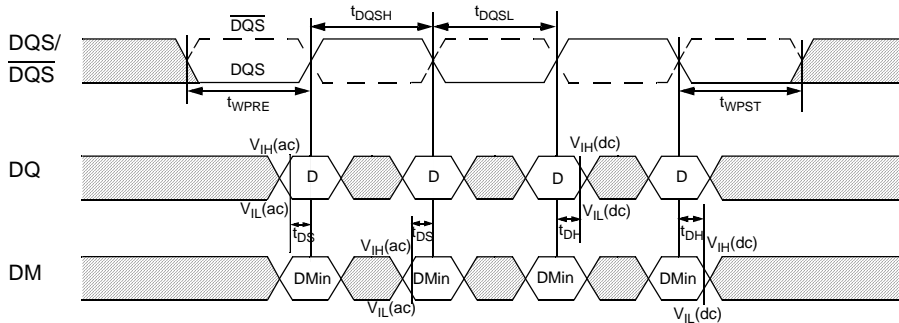 tDQSH tDQSL
DQS/ DQS
DQS DQS
tWPRE tWPST
VIH(ac) VIH(dc)
DQ D D D D
VIL(ac) VIL(dc)
tDS tDS tDH tDH
VIH(ac) VIH(dc)
DM DMin DMin DMin DMin
VIL(ac) VIL(dc)